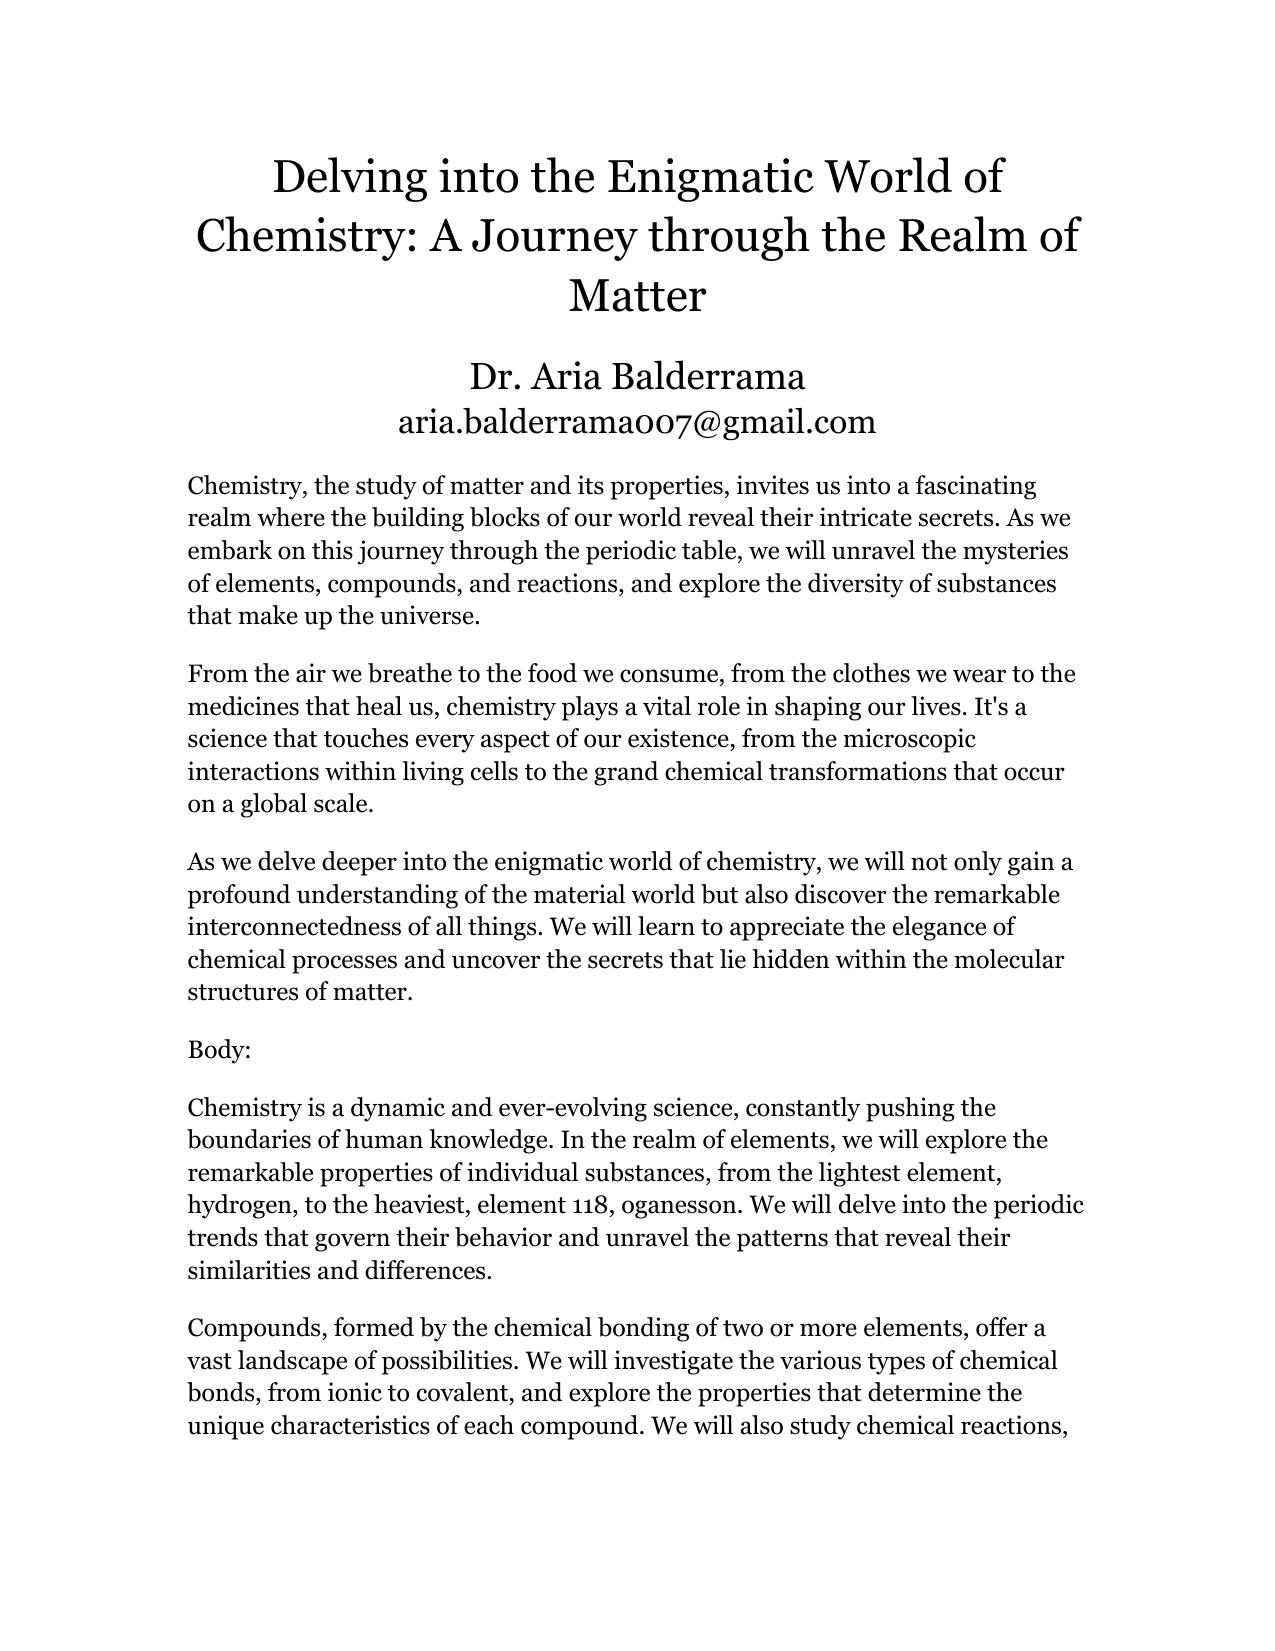 Delving into the Enigmatic World of
Chemistry: A Journey through the Realm of
Matter
Dr. Aria Balderrama
aria.balderrama007@gmail.com
Chemistry, the study of matter and its properties, invites us into a fascinating
realm where the building blocks of our world reveal their intricate secrets. As we
embark on this journey through the periodic table, we will unravel the mysteries
of elements, compounds, and reactions, and explore the diversity of substances
that make up the universe.
From the air we breathe to the food we consume, from the clothes we wear to the
medicines that heal us, chemistry plays a vital role in shaping our lives. It's a
science that touches every aspect of our existence, from the microscopic
interactions within living cells to the grand chemical transformations that occur
on a global scale.
As we delve deeper into the enigmatic world of chemistry, we will not only gain a
profound understanding of the material world but also discover the remarkable
interconnectedness of all things. We will learn to appreciate the elegance of
chemical processes and uncover the secrets that lie hidden within the molecular
structures of matter.
Body:
Chemistry is a dynamic and ever-evolving science, constantly pushing the
boundaries of human knowledge. In the realm of elements, we will explore the
remarkable properties of individual substances, from the lightest element,
hydrogen, to the heaviest, element 118, oganesson. We will delve into the periodic
trends that govern their behavior and unravel the patterns that reveal their
similarities and differences.
Compounds, formed by the chemical bonding of two or more elements, offer a
vast landscape of possibilities. We will investigate the various types of chemical
bonds, from ionic to covalent, and explore the properties that determine the
unique characteristics of each compound. We will also study chemical reactions,